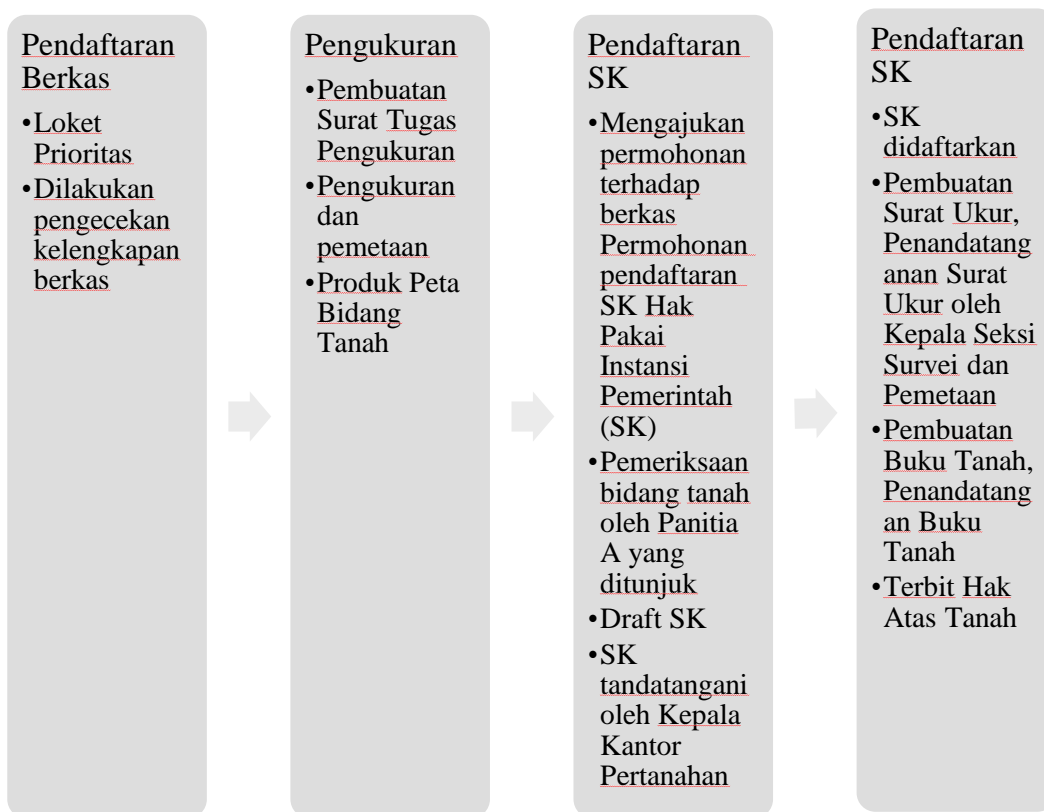 Pendaftaran
Berkas
•Loket
Prioritas
•Dilakukan
pengecekan
kelengkapan
berkas
Pengukuran
•Pembuatan
Surat Tugas
Pengukuran
•Pengukuran
dan
pemetaan
•Produk Peta
Bidang
Tanah
Pendaftaran
SK
•Mengajukan
permohonan
terhadap
berkas
Permohonan
pendaftaran
SK Hak
Pakai
Instansi
Pemerintah
(SK)
•Pemeriksaan
bidang tanah
oleh Panitia
A yang
ditunjuk
•Draft SK
•SK
tandatangani
oleh Kepala
Kantor
Pertanahan
Pendaftaran
SK
•SK
didaftarkan
•Pembuatan
Surat Ukur,
Penandatang
anan Surat
Ukur oleh
Kepala Seksi
Survei dan
Pemetaan
•Pembuatan
Buku Tanah,
Penandatang
an Buku
Tanah
•Terbit Hak
Atas Tanah